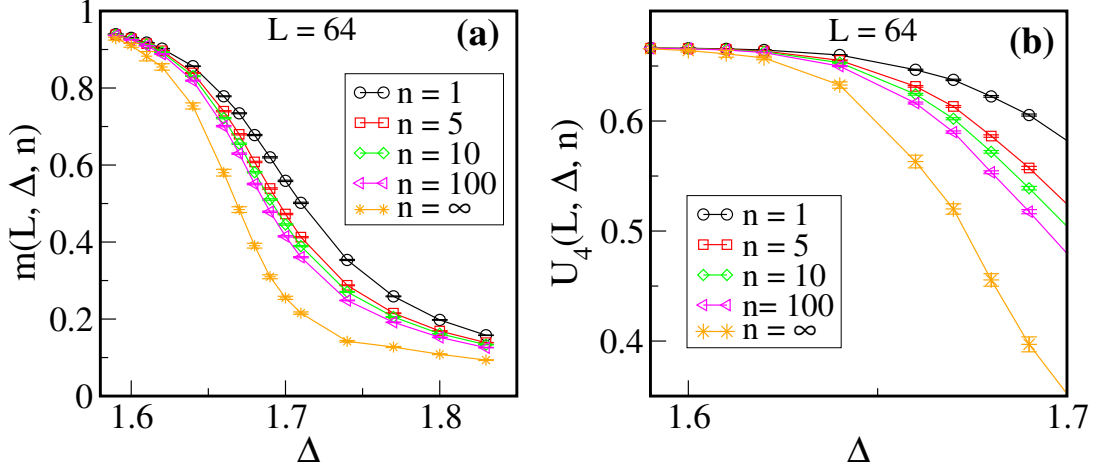 L = 64
(a)
1
0.8
0.6
0.4
0.2
0
m(L, Δ, n)
n = 1
n = 5
n = 10
n = 100
n = ∞
1.6
1.7
1.8
Δ
L = 64
(b)
0.6
0.5
0.4
U4(L, Δ, n)
n = 1
n = 5
n = 10
n= 100
n = ∞
1.6
1.7
Δ